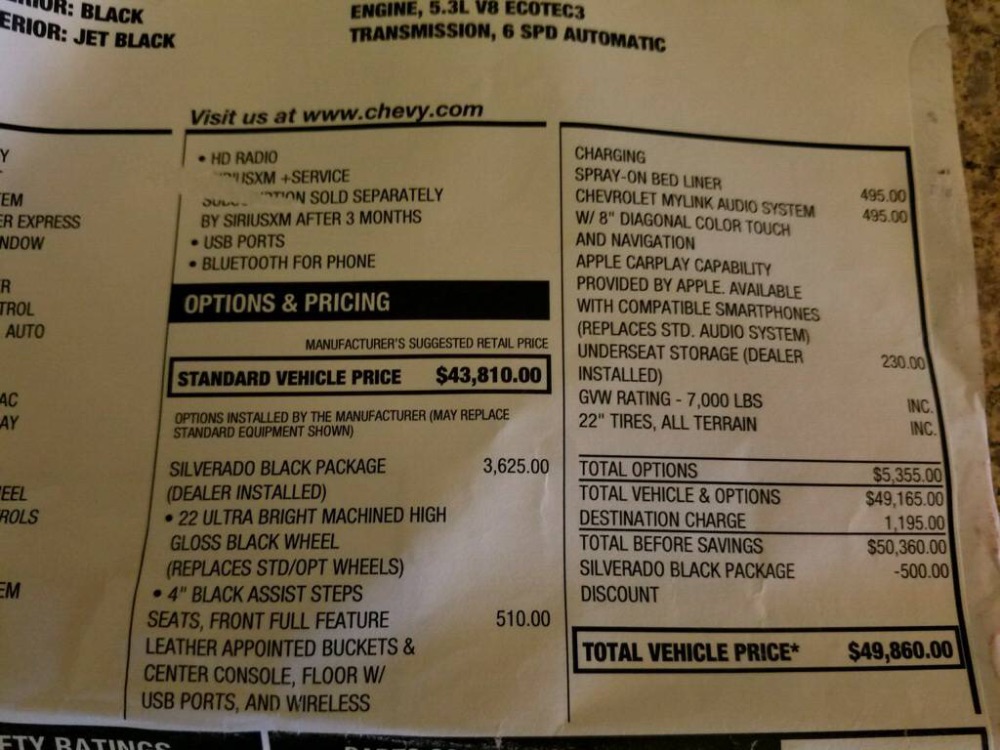 IOR: BLACK
ERIOR: JET BLACK
ENGINE, 5.3L V8 ECOTEC3
TRANSMISSION, 6 SPD AUTOMATIC
Visit us at www.chevy.com
Y
EM
ER EXPRESS
NDOW
R
TROL
AUTO
AC
AY
EEL
ROLS
EM
• HD RADIO
USXM +SERVICE
TION SOLD SEPARATELY
BY SIRIUSXM AFTER 3 MONTHS
• USB PORTS
• BLUETOOTH FOR PHONE
OPTIONS & PRICING
MANUFACTURER'S SUGGESTED RETAIL PRICE
STANDARD VEHICLE PRICE $43,810.00
OPTIONS INSTALLED BY THE MANUFACTURER (MAY REPLACE
STANDARD EQUIPMENT SHOWN)
SILVERADO BLACK PACKAGE 3,625.00
(DEALER INSTALLED)
• 22 ULTRA BRIGHT MACHINED HIGH
GLOSS BLACK WHEEL
(REPLACES STD/OPT WHEELS)
• 4" BLACK ASSIST STEPS
SEATS, FRONT FULL FEATURE 510.00
LEATHER APPOINTED BUCKETS &
CENTER CONSOLE, FLOOR W/
USB PORTS, AND WIRELESS
CHARGING
SPRAY-ON BED LINER 495.00
CHEVROLET MYLINK AUDIO SYSTEM 495.00
W/ 8" DIAGONAL COLOR TOUCH
AND NAVIGATION
APPLE CARPLAY CAPABILITY
PROVIDED BY APPLE. AVAILABLE
WITH COMPATIBLE SMARTPHONES
(REPLACES STD. AUDIO SYSTEM)
UNDERSEAT STORAGE (DEALER 230.00
INSTALLED)
GVW RATING - 7,000 LBS INC.
22" TIRES, ALL TERRAIN INC.
TOTAL OPTIONS $5,355.00
TOTAL VEHICLE & OPTIONS $49,165.00
DESTINATION CHARGE 1,195.00
TOTAL BEFORE SAVINGS $50,360.00
SILVERADO BLACK PACKAGE -500.00
DISCOUNT
TOTAL VEHICLE PRICE* $49,860.00
ETY RATINGS